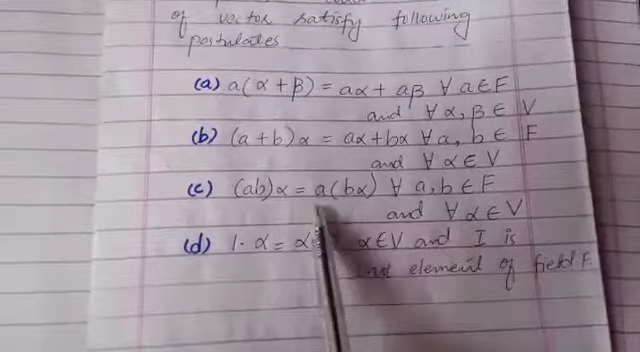 of vector satisfy following
postulates
(a) a(α+β) = aα + aβ ∀ a∈F
and ∀ α, β ∈ V
(b) (a+b)α = aα+bα ∀ a, b ∈ F
and ∀ α∈V
(c) (ab)α = a(bα) ∀ a,b∈F
and ∀ α∈V
(d) 1. α = α α∈V and I is
element of field F.